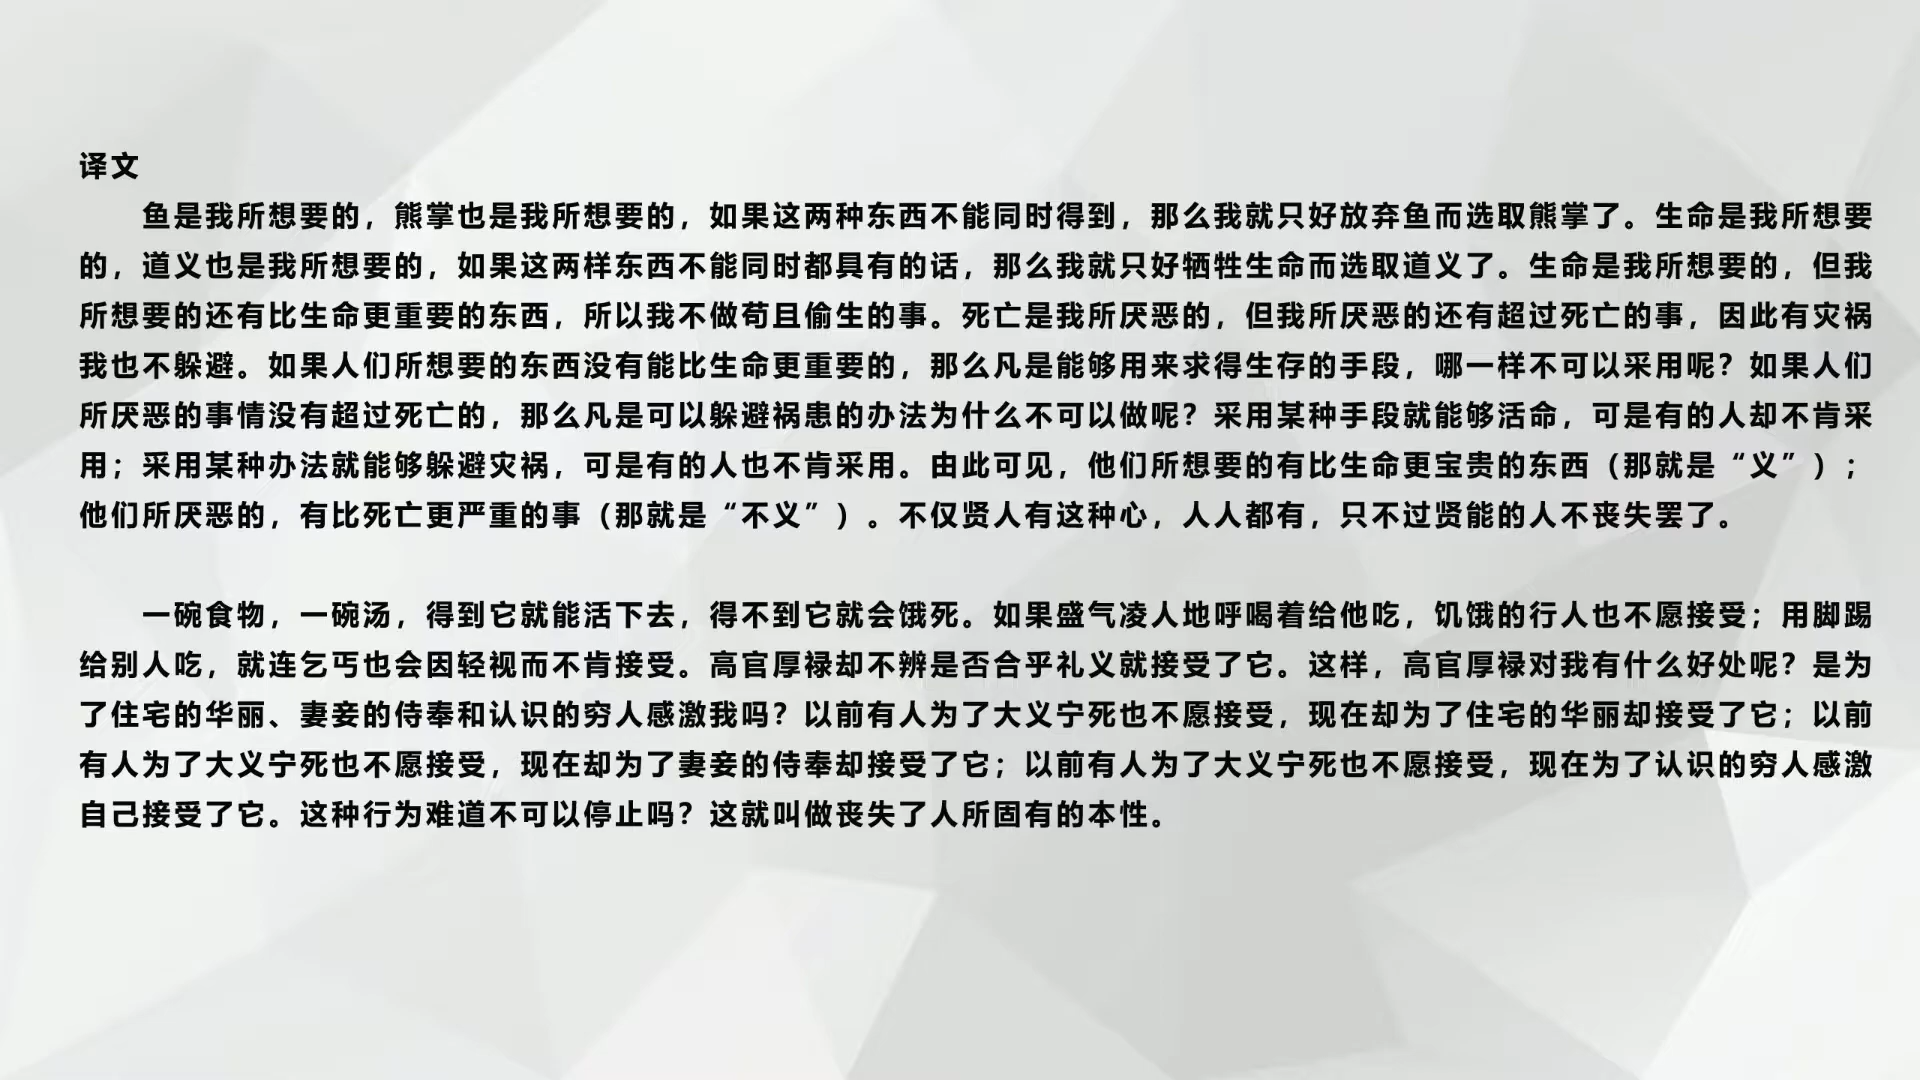 译文
鱼是我所想要的，熊掌也是我所想要的，如果这两种东西不能同时得到，那么我就只好放弃鱼而选取熊掌了。生命是我所想要
的，道义也是我所想要的，如果这两样东西不能同时都具有的话，那么我就只好牺牲生命而选取道义了。生命是我所想要的，但我
所想要的还有比生命更重要的东西，所以我不做苟且偷生的事。死亡是我所厌恶的，但我所厌恶的还有超过死亡的事，因此有灾祸
我也不躲避。如果人们所想要的东西没有能比生命更重要的，那么凡是能够用来求得生存的手段，哪一样不可以采用呢？如果人们
所厌恶的事情没有超过死亡的，那么凡是可以躲避祸患的办法为什么不可以做呢？采用某种手段就能够活命，可是有的人却不肯采
用；采用某种办法就能够躲避灾祸，可是有的人也不肯采用。由此可见，他们所想要的有比生命更宝贵的东西（那就是“义”）；
他们所厌恶的，有比死亡更严重的事（那就是“不义”）。不仅贤人有这种心，人人都有，只不过贤能的人不丧失罢了。
一碗食物，一碗汤，得到它就能活下去，得不到它就会饿死。如果盛气凌人地呼喝着给他吃，饥饿的行人也不愿接受；用脚踢
给别人吃，就连乞丐也会因轻视而不肯接受。高官厚禄却不辨是否合乎礼义就接受了它。这样，高官厚禄对我有什么好处呢？是为
了住宅的华丽、妻妾的侍奉和认识的穷人感激我吗？以前有人为了大义宁死也不愿接受，现在却为了住宅的华丽却接受了它；以前
有人为了大义宁死也不愿接受，现在却为了妻妾的侍奉却接受了它；以前有人为了大义宁死也不愿接受，现在为了认识的穷人感激
自己接受了它。这种行为难道不可以停止吗？这就叫做丧失了人所固有的本性。